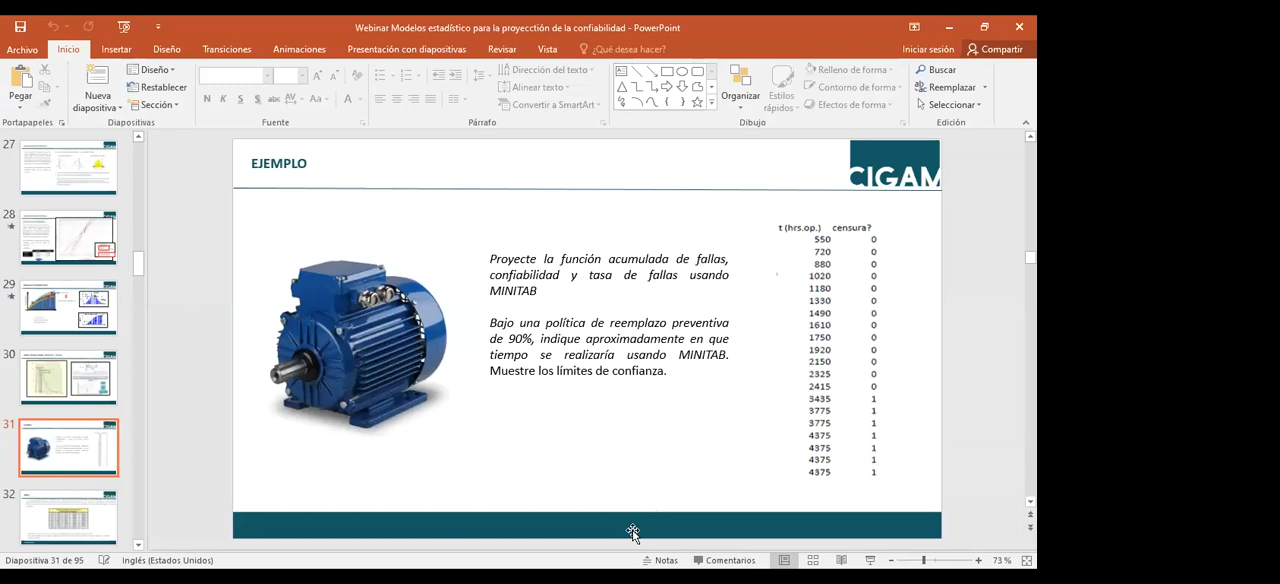 Webinar Modelos estadístico para la proyección de la confiabilidad - PowerPoint
Archivo Inicio Insertar Diseño Transiciones Animaciones Presentación con diapositivas Revisar Vista ¿Qué desea hacer? Iniciar sesión Compartir
Pegar
Nueva diapositiva
Diseño
Restablecer
Sección
N K S S abc AV Aa A
Dirección del texto
Alinear texto
Convertir a SmartArt
Organizar
Estilos rápidos
Relleno de forma
Contorno de forma
Efectos de forma
Buscar
Reemplazar
Seleccionar
Portapapeles Diapositivas Fuente Párrafo Dibujo Edición
27
28
29
30
31
32
EJEMPLO
CIGAM
Proyecte la función acumulada de fallas,
confiabilidad y tasa de fallas usando
MINITAB
Bajo una política de reemplazo preventiva
de 90%, indique aproximadamente en que
tiempo se realizaría usando MINITAB.
Muestre los límites de confianza.
t (hrs.op.) censura?
550 0
720 0
880 0
1020 0
1180 0
1330 0
1490 0
1610 0
1750 0
1920 0
2150 0
2325 0
2415 0
3435 1
3775 1
3775 1
4375 1
4375 1
4375 1
4375 1
Diapositiva 31 de 95 Inglés (Estados Unidos) Notas Comentarios 73 %